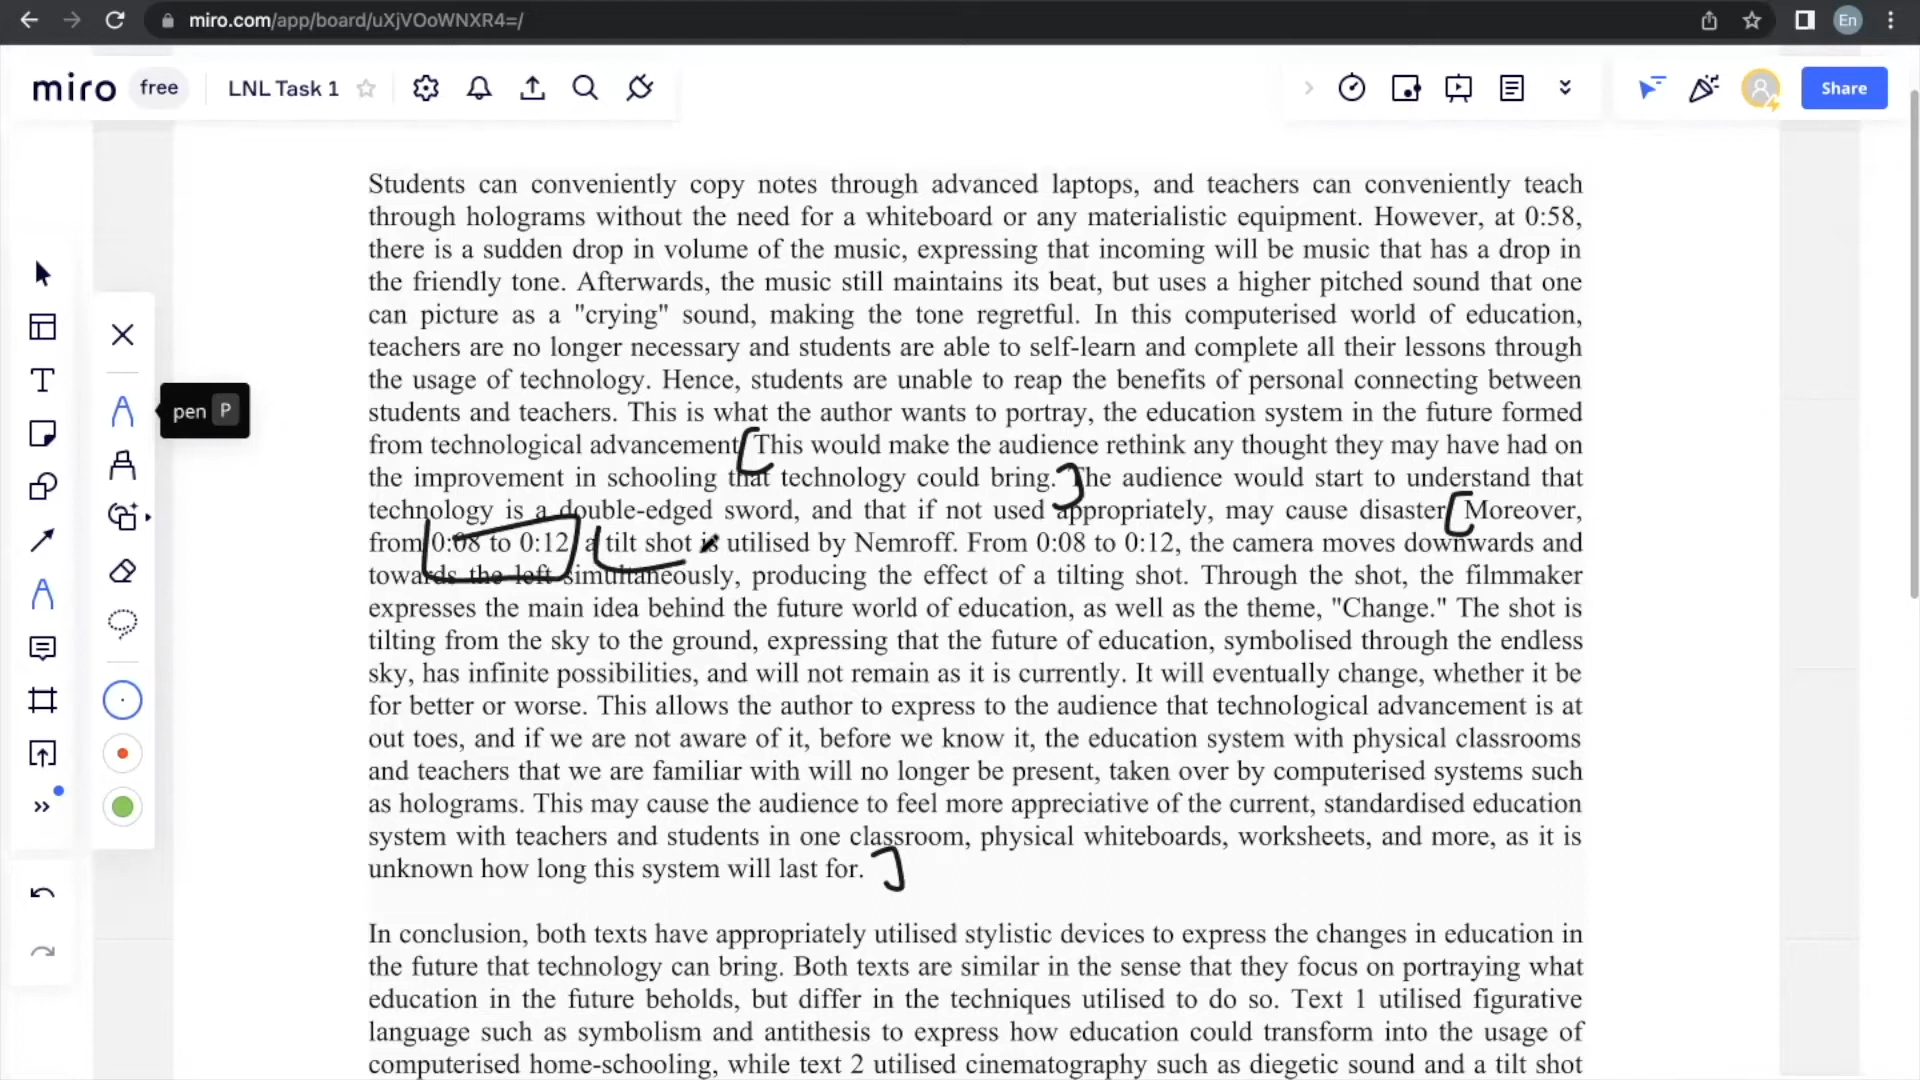 miro.com/app/board/uXjVOoWNXR4=/
En
miro free LNL Task 1 Share
pen P
Students can conveniently copy notes through advanced laptops, and teachers can conveniently teach
through holograms without the need for a whiteboard or any materialistic equipment. However, at 0:58,
there is a sudden drop in volume of the music, expressing that incoming will be music that has a drop in
the friendly tone. Afterwards, the music still maintains its beat, but uses a higher pitched sound that one
can picture as a "crying" sound, making the tone regretful. In this computerised world of education,
teachers are no longer necessary and students are able to self-learn and complete all their lessons through
the usage of technology. Hence, students are unable to reap the benefits of personal connecting between
students and teachers. This is what the author wants to portray, the education system in the future formed
from technological advancement. This would make the audience rethink any thought they may have had on
the improvement in schooling that technology could bring. The audience would start to understand that
technology is a double-edged sword, and that if not used appropriately, may cause disaster. Moreover,
from 0:08 to 0:12, a tilt shot is utilised by Nemroff. From 0:08 to 0:12, the camera moves downwards and
towards the left simultaneously, producing the effect of a tilting shot. Through the shot, the filmmaker
expresses the main idea behind the future world of education, as well as the theme, "Change." The shot is
tilting from the sky to the ground, expressing that the future of education, symbolised through the endless
sky, has infinite possibilities, and will not remain as it is currently. It will eventually change, whether it be
for better or worse. This allows the author to express to the audience that technological advancement is at
out toes, and if we are not aware of it, before we know it, the education system with physical classrooms
and teachers that we are familiar with will no longer be present, taken over by computerised systems such
as holograms. This may cause the audience to feel more appreciative of the current, standardised education
system with teachers and students in one classroom, physical whiteboards, worksheets, and more, as it is
unknown how long this system will last for.
In conclusion, both texts have appropriately utilised stylistic devices to express the changes in education in
the future that technology can bring. Both texts are similar in the sense that they focus on portraying what
education in the future beholds, but differ in the techniques utilised to do so. Text 1 utilised figurative
language such as symbolism and antithesis to express how education could transform into the usage of
computerised home-schooling, while text 2 utilised cinematography such as diegetic sound and a tilt shot